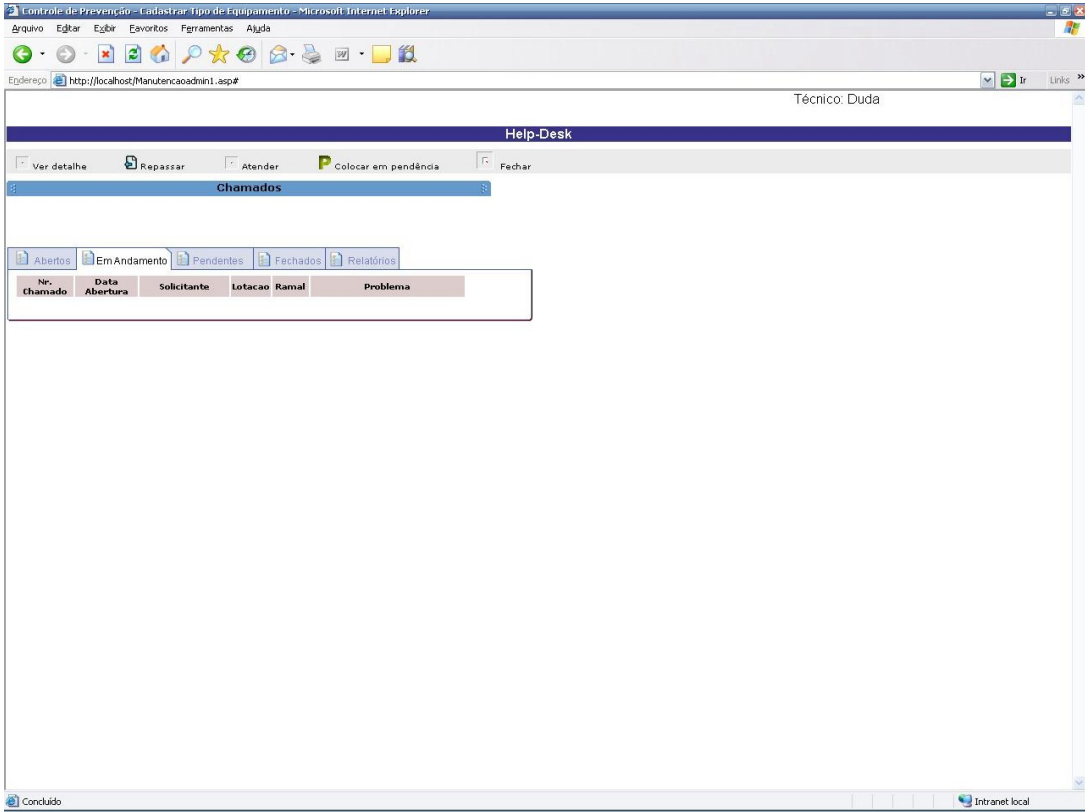 Controle de Prevenção - Cadastrar Tipo de Equipamento - Microsoft Internet Explorer
Arquivo Editar Exibir Favoritos Ferramentas Ajuda
Endereço http://localhost/Manutencaoadmin1.asp# Ir Links »
Técnico: Duda
Help-Desk
Ver detalhe Repassar Atender P Colocar em pendência Fechar
Chamados
Abertos Em Andamento Pendentes Fechados Relatórios
Nr. Chamado Data Abertura Solicitante Lotacao Ramal Problema
Concluído Intranet local